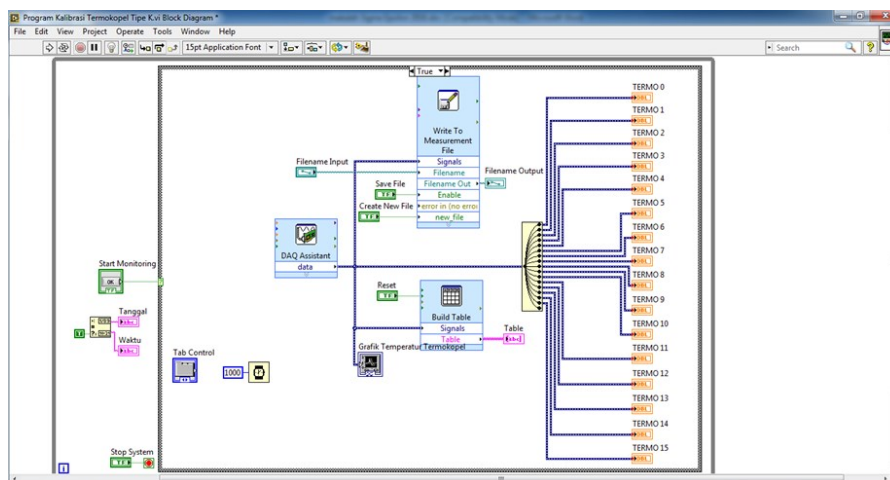 Program Kalibrasi Termokopel Tipe K.vi Block Diagram *
File Edit View Project Operate Tools Window Help
15pt Application Font
Search
True
Write To
Measurement
File
Signals
Filename
Filename Out
Enable
error in (no erro
new_file
Filename Input
Save File
Create New File
Filename Output
DAQ Assistant
data
Start Monitoring
OK
TF
Tanggal
Waktu
Tab Control
1000
Reset
TF
Build Table
Signals
Table
Table
Grafik Temperatur Termokopel
Stop System
TF
i
TERMO 0
TERMO 1
TERMO 2
TERMO 3
TERMO 4
TERMO 5
TERMO 6
TERMO 7
TERMO 8
TERMO 9
TERMO 10
TERMO 11
TERMO 12
TERMO 13
TERMO 14
TERMO 15